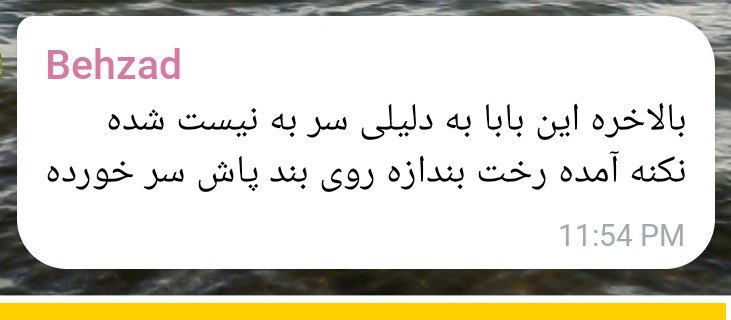 Behzad
بالاخره این بابا به دلیلی سر به نیست شده
نکنه آمده رخت بندازه روی بند پاش سر خورده
11:54 PM